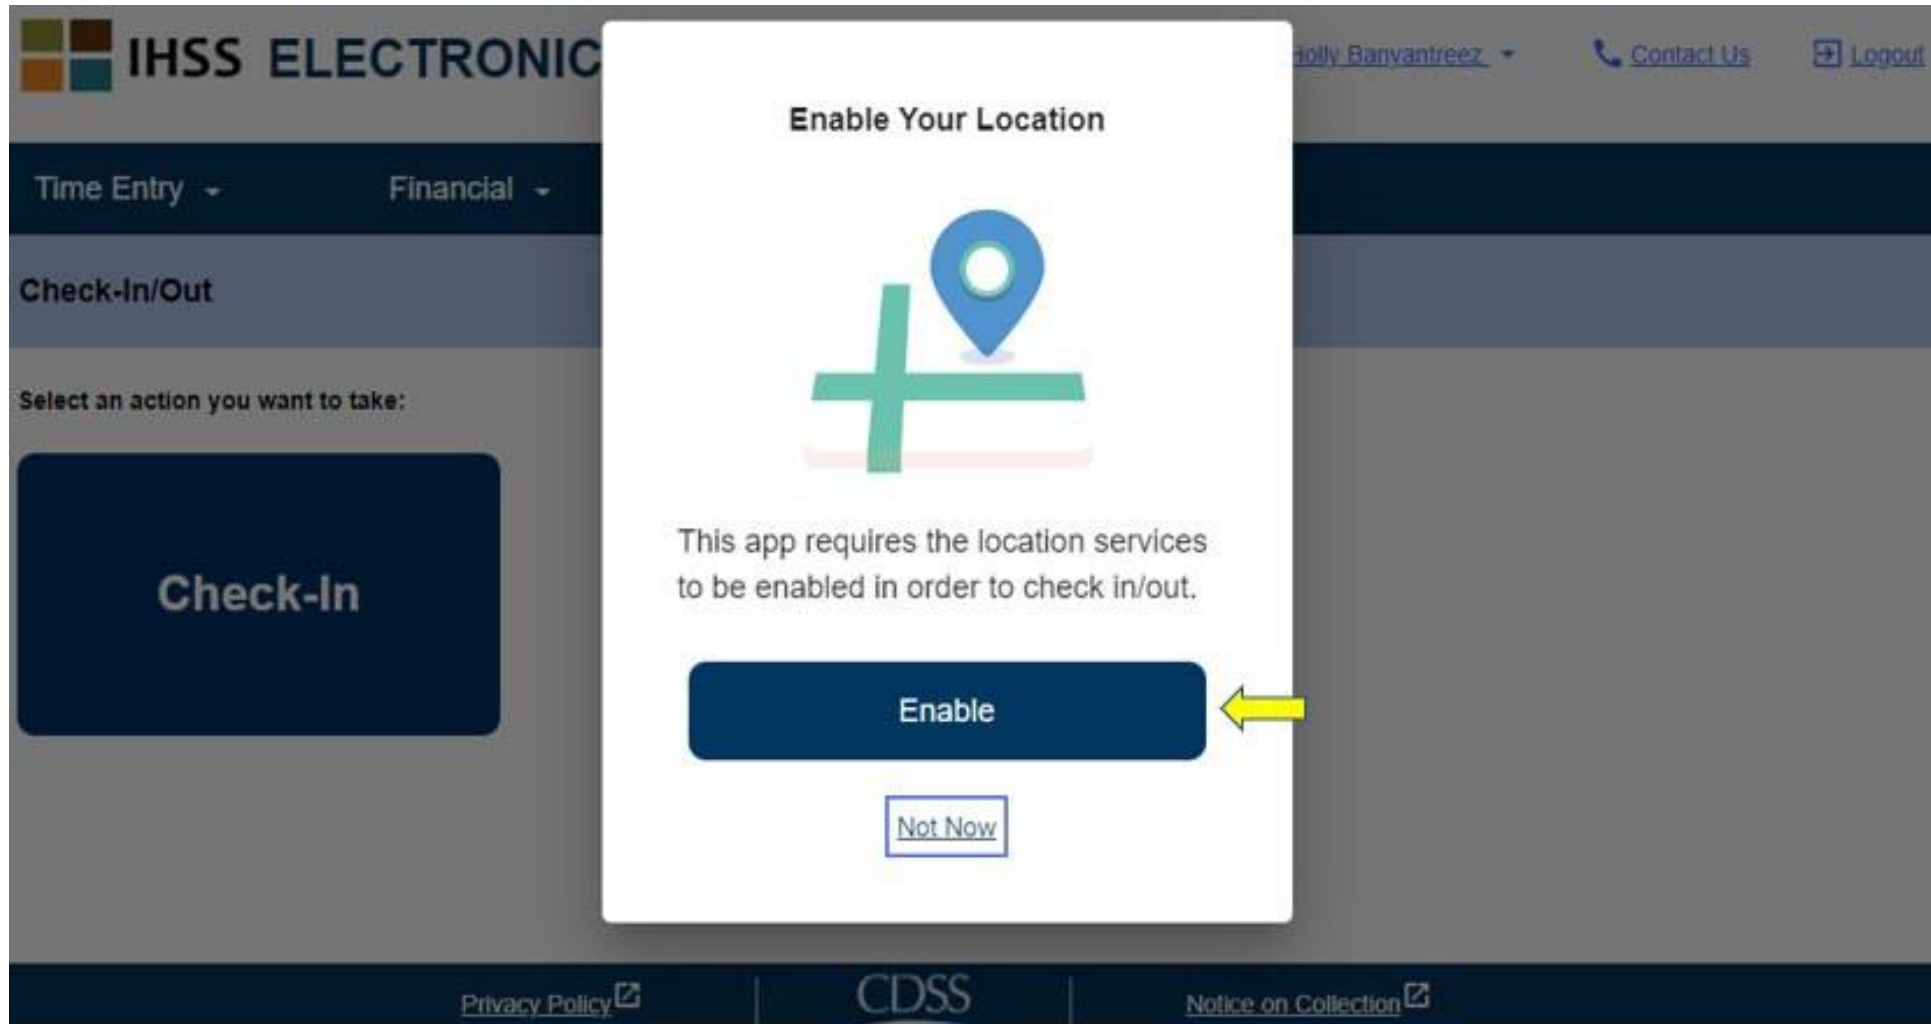 IHSS ELECTRONIC
Holly Banyantreez
Contact Us
Logout
Time Entry
Financial
Check-In/Out
Select an action you want to take:
Check-In
Enable Your Location
This app requires the location services
to be enabled in order to check in/out.
Enable
Not Now
Privacy Policy
CDSS
Notice on Collection